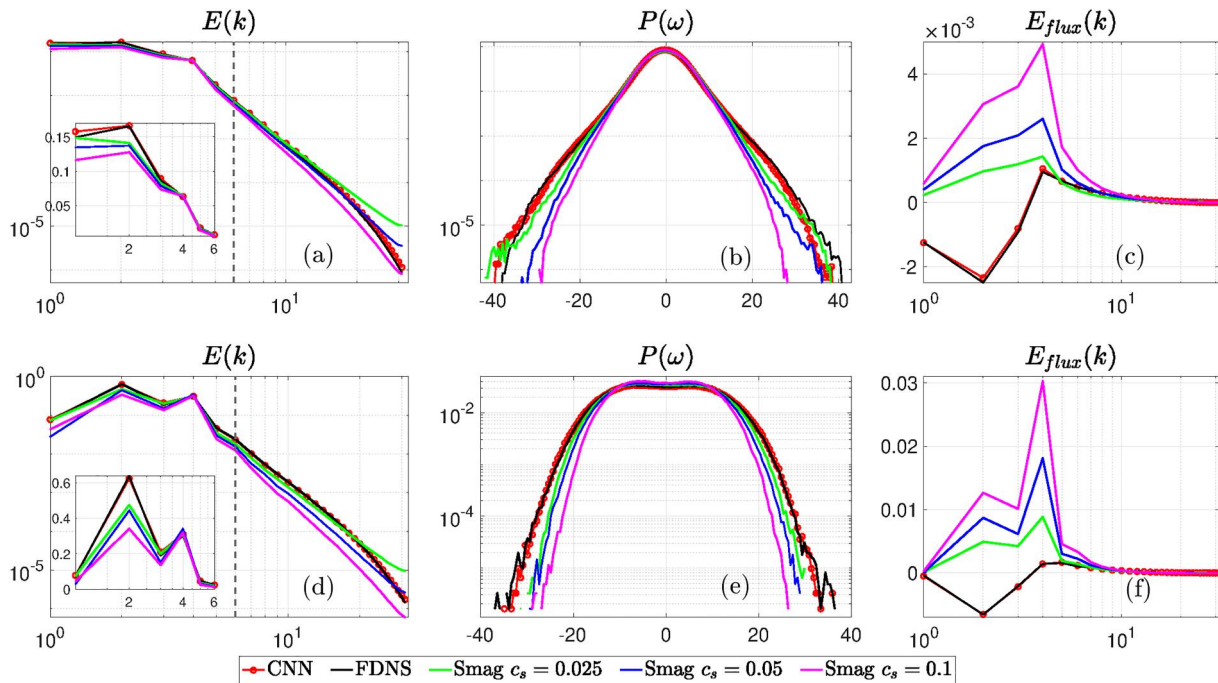 E(k) P(ω) E_{flux}(k)
×10^{-3}
10^{-5}
0.15
0.1
0.05
2 4 6
(a)
10^0 10^1
10^{-5}
(b)
-40 -20 0 20 40
4
2
0
-2
(c)
10^1
E(k) P(ω) E_{flux}(k)
10^0
10^{-5}
0.6
0.4
0.2
0
2 4 6
(d)
10^0 10^1
10^{-2}
10^{-4}
(e)
-40 -20 0 20 40
0.03
0.02
0.01
0
(f)
10^0 10^1
CNN FDNS Smag c_s = 0.025 Smag c_s = 0.05 Smag c_s = 0.1